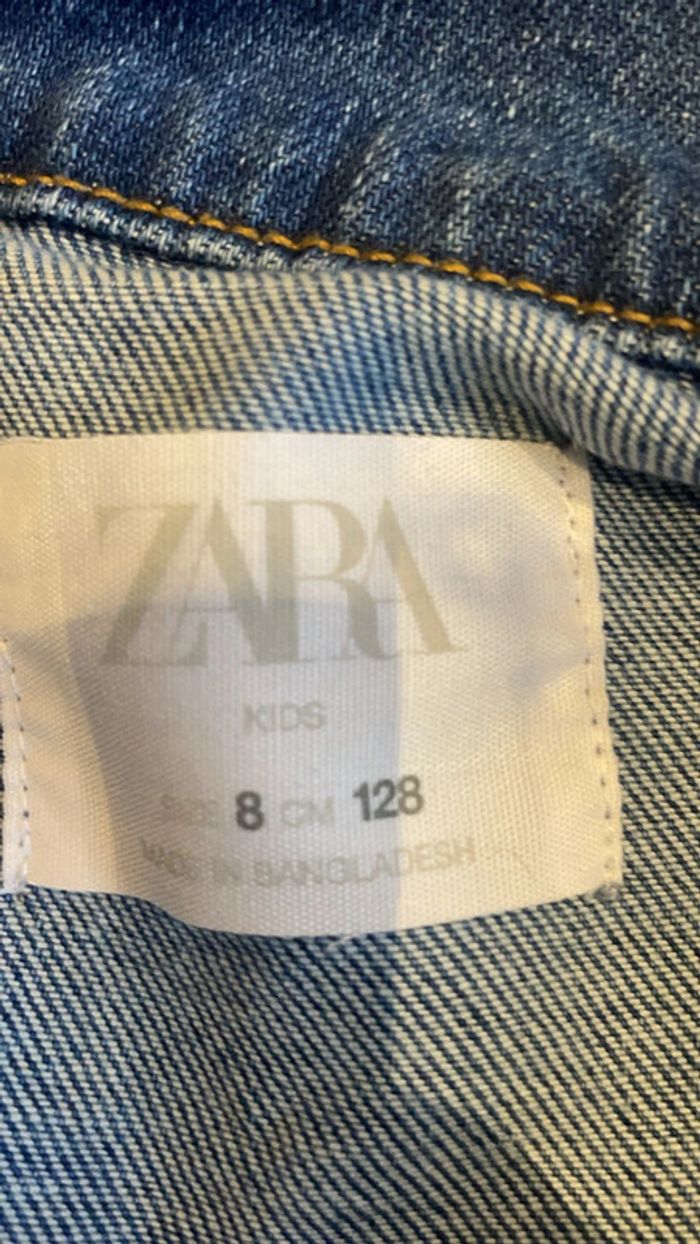 ZARA
KIDS
SIZE 8 CM 128
MADE IN BANGLADESH